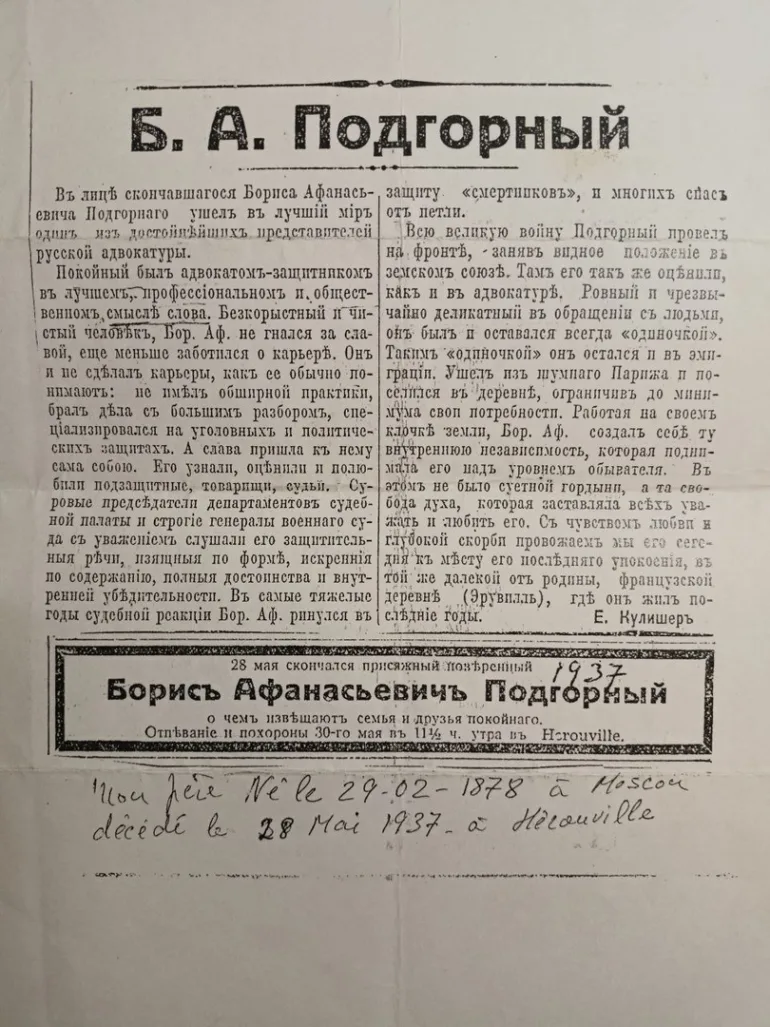 Б. А. Подгорный
Въ лицѣ скончавшагося Бориса Афанась-
евича Подгорнаго ушелъ въ лучшій міръ
одинъ изъ достойнѣйшихъ представителей
русской адвокатуры.
Покойный былъ адвокатомъ-защитникомъ
въ лучшемъ, профессіональномъ и общест-
венномъ смыслѣ слова. Безкорыстный и чи-
стый человѣкъ, Бор. Аф. не гнался за сла-
вой, еще меньше заботился о карьерѣ. Онъ
и не сдѣлалъ карьеры, какъ ее обычно по-
нимаютъ: не имѣлъ обширной практики,
бралъ дѣла съ большимъ разборомъ, спе-
ціализировался на уголовныхъ и политиче-
скихъ защитахъ. А слава пришла къ нему
сама собою. Его узнали, оцѣнили и полю-
били подзащитные, товарищи, судьи. Су-
ровые предсѣдатели департаментовъ судеб-
ной палаты и строгіе генералы военнаго су-
да съ уваженіемъ слушали его защититель-
ныя рѣчи, изящныя по формѣ, искреннія
по содержанію, полныя достоинства и внут-
ренней убѣдительности. Въ самые тяжелые
годы судебной реакціи Бор. Аф. ринулся въ
защиту «смертниковъ», и многихъ спасъ
отъ петли.
Всю великую войну Подгорный провелъ
на фронтѣ, занявъ видное положеніе въ
земскомъ союзѣ. Тамъ его такъ же оцѣнили,
какъ и въ адвокатурѣ. Ровный и чрезвы-
чайно деликатный въ обращеніи съ людьми,
онъ былъ и оставался всегда «одиночкой».
Такимъ «одиночкой» онъ остался и въ эми-
граціи. Ушелъ изъ шумнаго Парижа и по-
селился въ деревнѣ, ограничивъ до мини-
мума свои потребности. Работая на своемъ
клочкѣ земли, Бор. Аф. создалъ себѣ ту
внутреннюю независимость, которая подни-
мала его надъ уровнемъ обывателя. Въ
этомъ не было суетной гордыни, а та сво-
бода духа, которая заставляла всѣхъ ува-
жать и любить его. Съ чувствомъ любви и
глубокой скорби провожаемъ мы его сего-
дня къ мѣсту его послѣдняго упокоенія, въ
той же далекой отъ родины, французской
деревнѣ (Эрувилль), гдѣ онъ жилъ по-
слѣдніе годы. Е. Кулишеръ
28 мая скончался присяжный повѣренный 1937
Борисъ Афанасьевичъ Подгорный
о чемъ извѣщаютъ семья и друзья покойнаго.
Отпѣваніе и похороны 30-го мая въ 11½ ч. утра въ Herouville.
Mon père Né le 29-02-1878 à Moscou
décédé le 28 Mai 1937 - à Hérouville